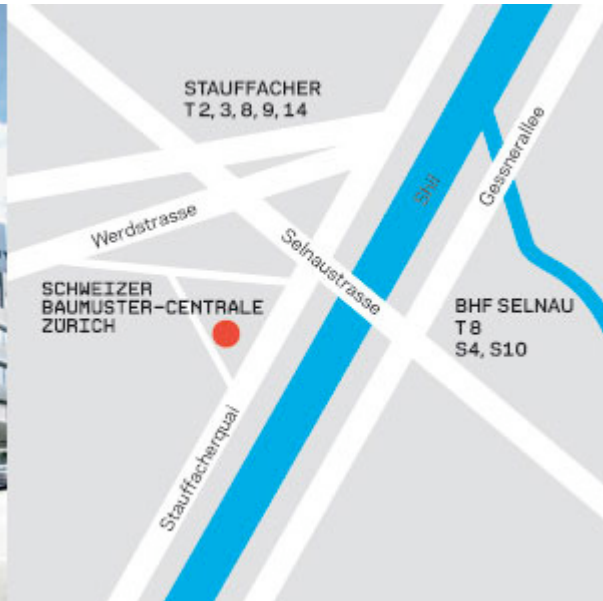 STAUFFACHER
T 2, 3, 8, 9, 14
Werdstrasse
Selnaustrasse
Sihl
Gessnerallee
SCHWEIZER
BAUMUSTER-CENTRALE
ZÜRICH
BHF SELNAU
T 8
S4, S10
Stauffacherquai